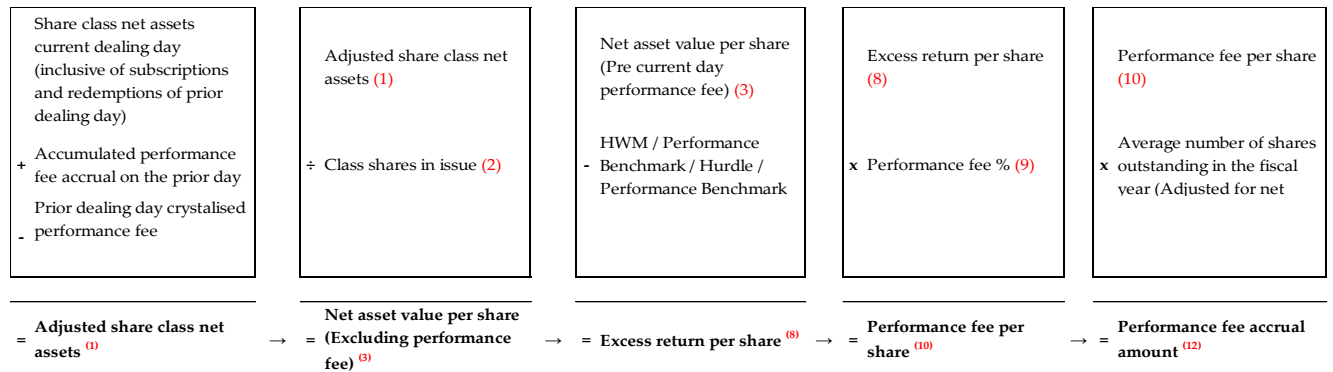 Share class net assets
current dealing day
(inclusive of subscriptions
and redemptions of prior
dealing day)
+ Accumulated performance
fee accrual on the prior day
Prior dealing day crystalised
- performance fee
= Adjusted share class net
assets (1)
→
Adjusted share class net
assets (1)
÷ Class shares in issue (2)
Net asset value per share
= (Excluding performance
fee) (3)
→
Net asset value per share
(Pre current day
performance fee) (3)
HWM / Performance
- Benchmark / Hurdle /
Performance Benchmark
= Excess return per share (8)
→
Excess return per share
(8)
x Performance fee % (9)
= Performance fee per
share (10)
→
Performance fee per share
(10)
Average number of shares
x outstanding in the fiscal
year (Adjusted for net
= Performance fee accrual
amount (12)